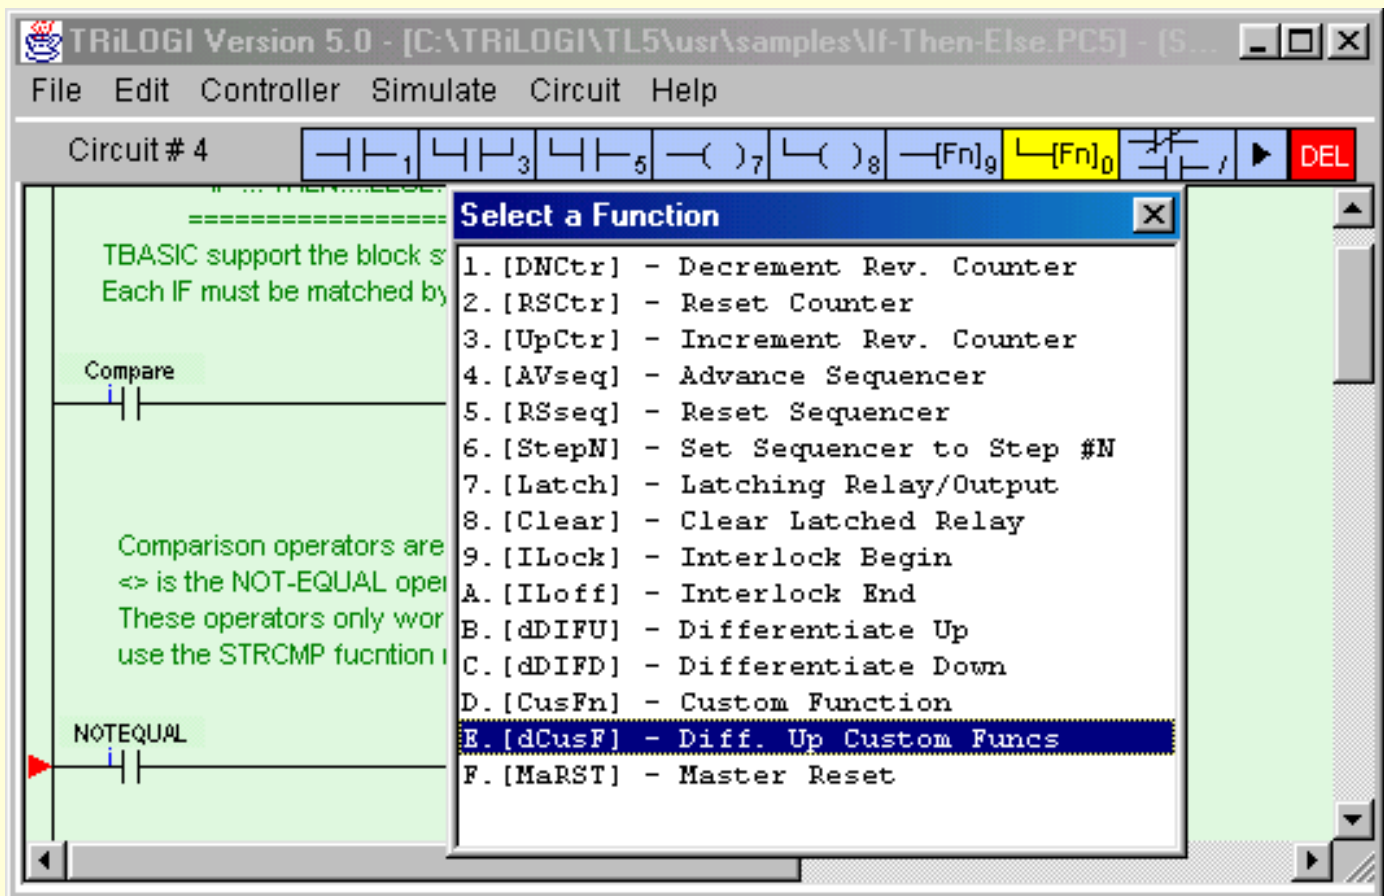 TRiLOGI Version 5.0 - [C:\TRiLOGI\TL5\usr\samples\If-Then-Else.PC5] - (S...
File Edit Controller Simulate Circuit Help
Circuit # 4 1 3 5 7 8 [Fn]9 [Fn]0 / DEL
IF ... THEN....ELSE.
====================
Select a Function
TBASIC support the block s
Each IF must be matched by
1.[DNCtr] - Decrement Rev. Counter
2.[RSCtr] - Reset Counter
3.[UpCtr] - Increment Rev. Counter
4.[AVseq] - Advance Sequencer
5.[RSseq] - Reset Sequencer
6.[StepN] - Set Sequencer to Step #N
7.[Latch] - Latching Relay/Output
8.[Clear] - Clear Latched Relay
9.[ILock] - Interlock Begin
A.[ILoff] - Interlock End
B.[dDIFU] - Differentiate Up
C.[dDIFD] - Differentiate Down
D.[CusFn] - Custom Function
E.[dCusF] - Diff. Up Custom Funcs
F.[MaRST] - Master Reset
Compare
i
Comparison operators are
<> is the NOT-EQUAL oper
These operators only wor
use the STRCMP fucntion
NOTEQUAL
i